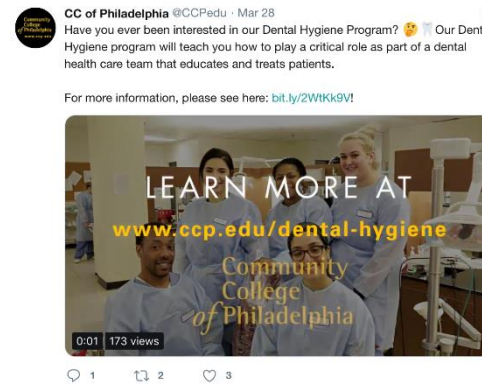 CC of Philadelphia @CCPedu · Mar 28
Have you ever been interested in our Dental Hygiene Program? 🤔 🦷 Our Dent
Hygiene program will teach you how to play a critical role as part of a dental
health care team that educates and treats patients.
For more information, please see here: bit.ly/2WtKk9V!
LEARN MORE AT
www.ccp.edu/dental-hygiene
Community
College
of Philadelphia
0:01 173 views
1 2 3